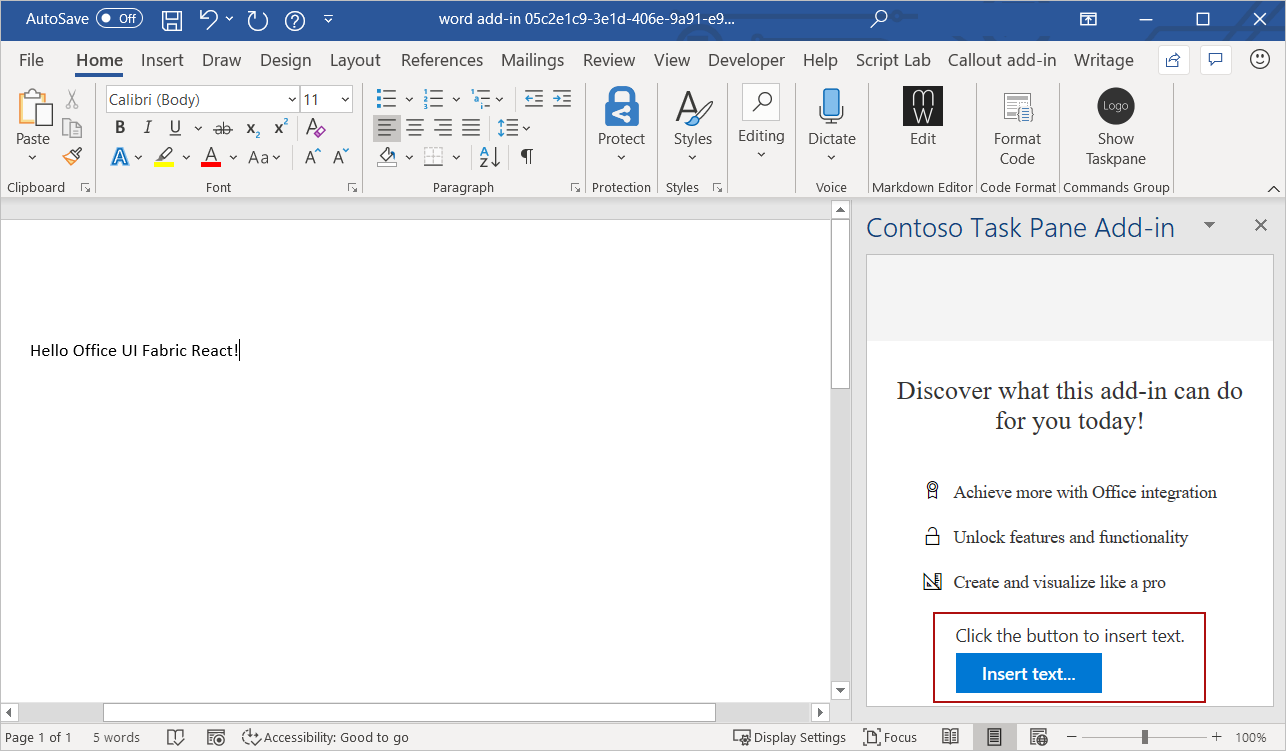 AutoSave Off word add-in 05c2e1c9-3e1d-406e-9a91-e9...
File Home Insert Draw Design Layout References Mailings Review View Developer Help Script Lab Callout add-in Writage
Calibri (Body) 11
Paste
B I U ab x₂ x² A
A A Aa A A
A Z
Protect
Styles
Editing
Dictate
MW
Edit
Format
Code
Logo
Show
Taskpane
Clipboard Font Paragraph Protection Styles Voice Markdown Editor Code Format Commands Group
Hello Office UI Fabric React!
Contoso Task Pane Add-in
Discover what this add-in can do
for you today!
Achieve more with Office integration
Unlock features and functionality
Create and visualize like a pro
Click the button to insert text.
Insert text...
Page 1 of 1 5 words Accessibility: Good to go Display Settings Focus 100%